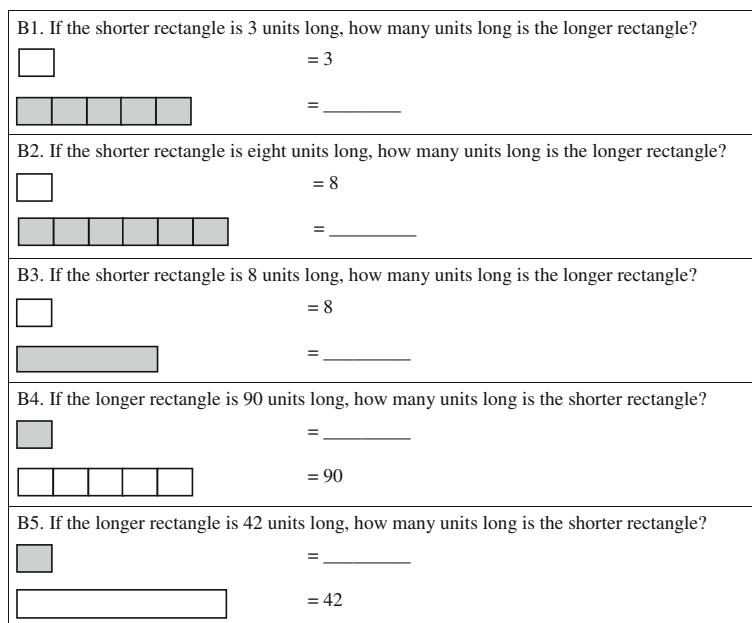 B1. If the shorter rectangle is 3 units long, how many units long is the longer rectangle?
= 3
= ________
B2. If the shorter rectangle is eight units long, how many units long is the longer rectangle?
= 8
= _________
B3. If the shorter rectangle is 8 units long, how many units long is the longer rectangle?
= 8
= _________
B4. If the longer rectangle is 90 units long, how many units long is the shorter rectangle?
= _________
= 90
B5. If the longer rectangle is 42 units long, how many units long is the shorter rectangle?
= _________
= 42